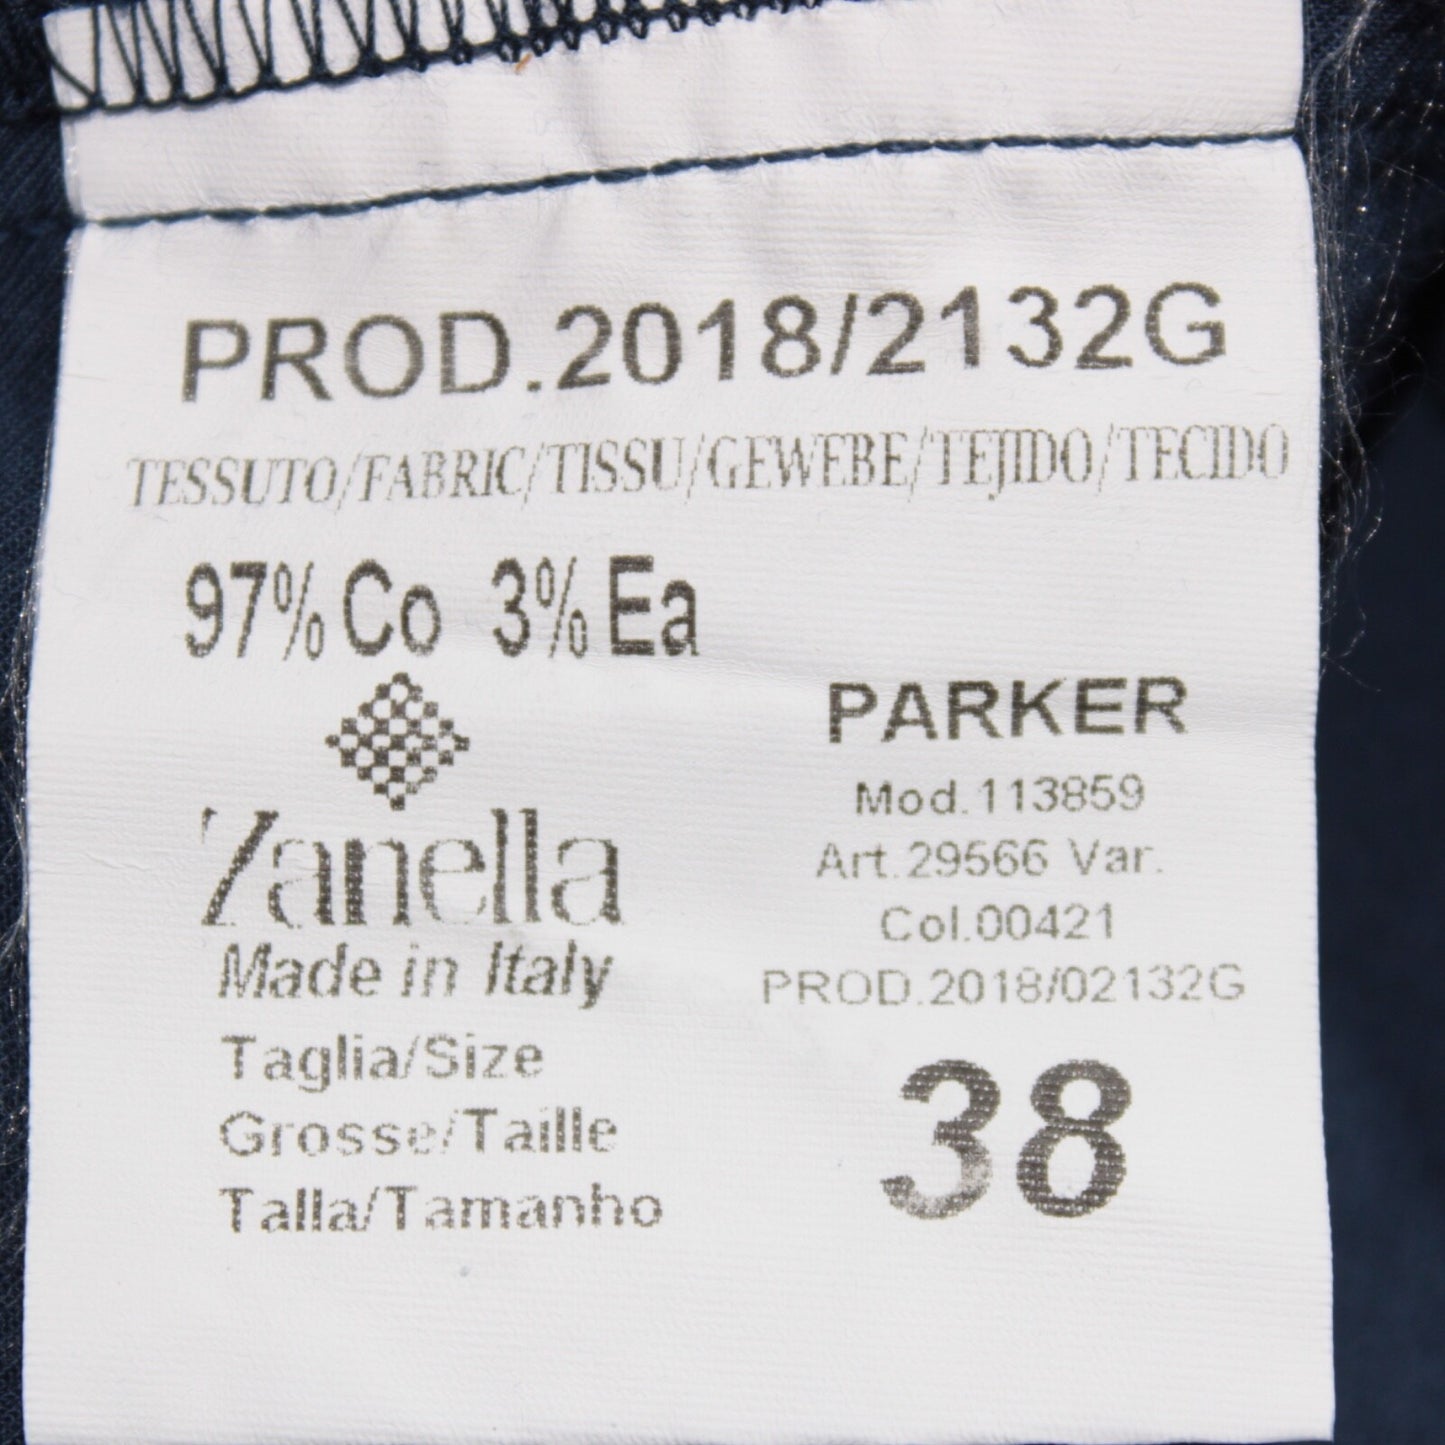 PROD.2018/2132G
TESSUTO/FABRIC/TISSU/GEWEBE/TEJIDO/TECIDO
97% Co 3% Ea
Zanella
Made in Italy
Taglia/Size
Grosse/Taille
Talla/Tamanho
PARKER
Mod.113859
Art.29566 Var.
Col.00421
PROD.2018/02132G
38